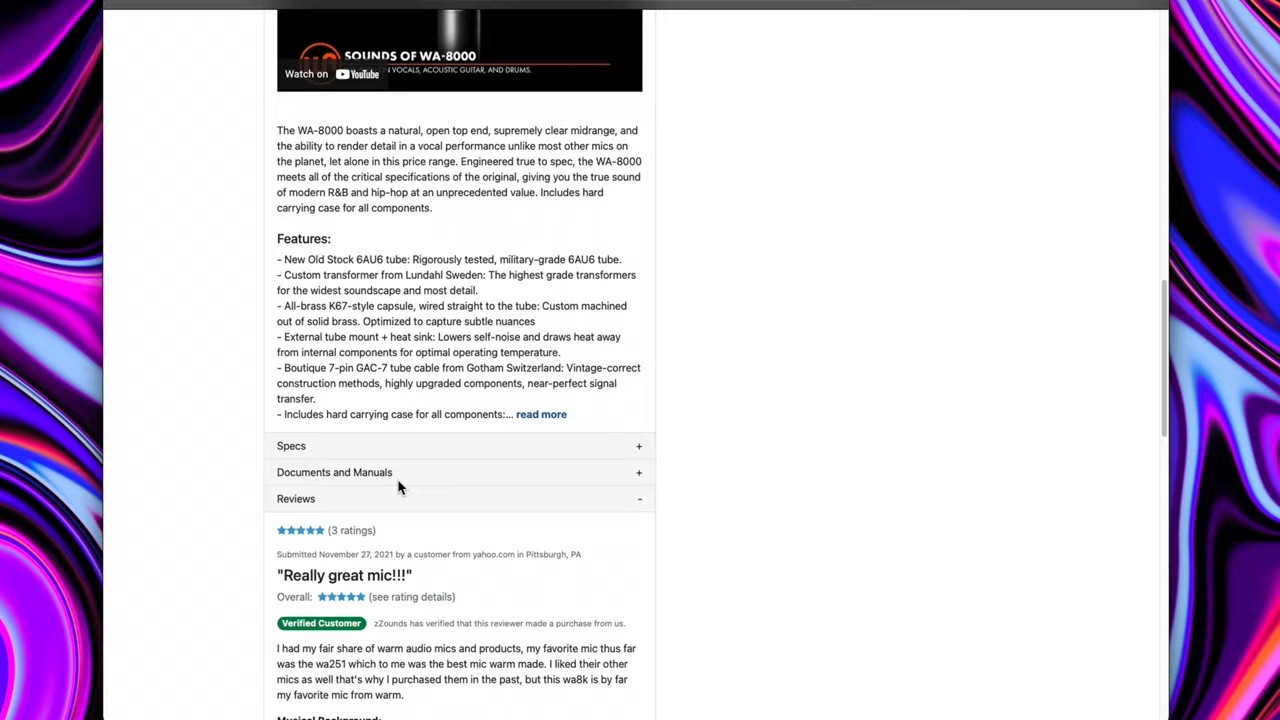 SOUNDS OF WA-8000
Watch on YouTube N VOCALS, ACOUSTIC GUITAR, AND DRUMS.
The WA-8000 boasts a natural, open top end, supremely clear midrange, and
the ability to render detail in a vocal performance unlike most other mics on
the planet, let alone in this price range. Engineered true to spec, the WA-8000
meets all of the critical specifications of the original, giving you the true sound
of modern R&B and hip-hop at an unprecedented value. Includes hard
carrying case for all components.
Features:
- New Old Stock 6AU6 tube: Rigorously tested, military-grade 6AU6 tube.
- Custom transformer from Lundahl Sweden: The highest grade transformers
for the widest soundscape and most detail.
- All-brass K67-style capsule, wired straight to the tube: Custom machined
out of solid brass. Optimized to capture subtle nuances
- External tube mount + heat sink: Lowers self-noise and draws heat away
from internal components for optimal operating temperature.
- Boutique 7-pin GAC-7 tube cable from Gotham Switzerland: Vintage-correct
construction methods, highly upgraded components, near-perfect signal
transfer.
- Includes hard carrying case for all components:... read more
Specs +
Documents and Manuals +
Reviews -
(3 ratings)
Submitted November 27, 2021 by a customer from yahoo.com in Pittsburgh, PA
"Really great mic!!!"
Overall: (see rating details)
Verified Customer zZounds has verified that this reviewer made a purchase from us.
I had my fair share of warm audio mics and products, my favorite mic thus far
was the wa251 which to me was the best mic warm made. I liked their other
mics as well that's why I purchased them in the past, but this wa8k is by far
my favorite mic from warm.
Musical Background: